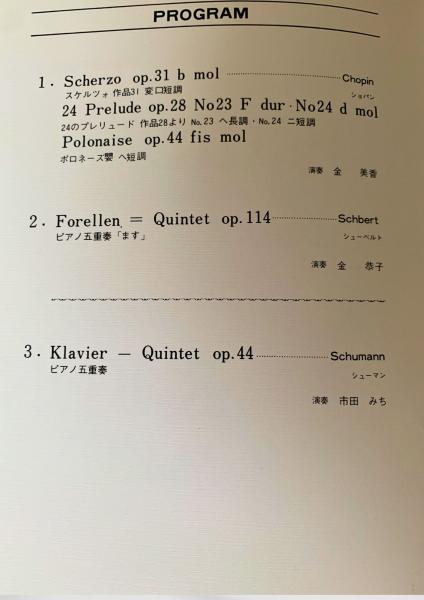 PROGRAM
1. Scherzo op.31 b mol ………… Chopin
スケルツォ 作品31 変ロ短調 ショパン
24 Prelude op.28 No23 F dur・No24 d mol
24のプレリュード 作品28より No.23 ヘ長調・No.24 ニ短調
Polonaise op.44 fis mol
ポロネーズ嬰 ヘ短調
演奏 金 美香
2. Forellen = Quintet op.114 ………… Schbert
ピアノ五重奏「ます」 シューベルト
演奏 金 恭子
3. Klavier － Quintet op.44 ………… Schumann
ピアノ五重奏 シューマン
演奏 市田 みち